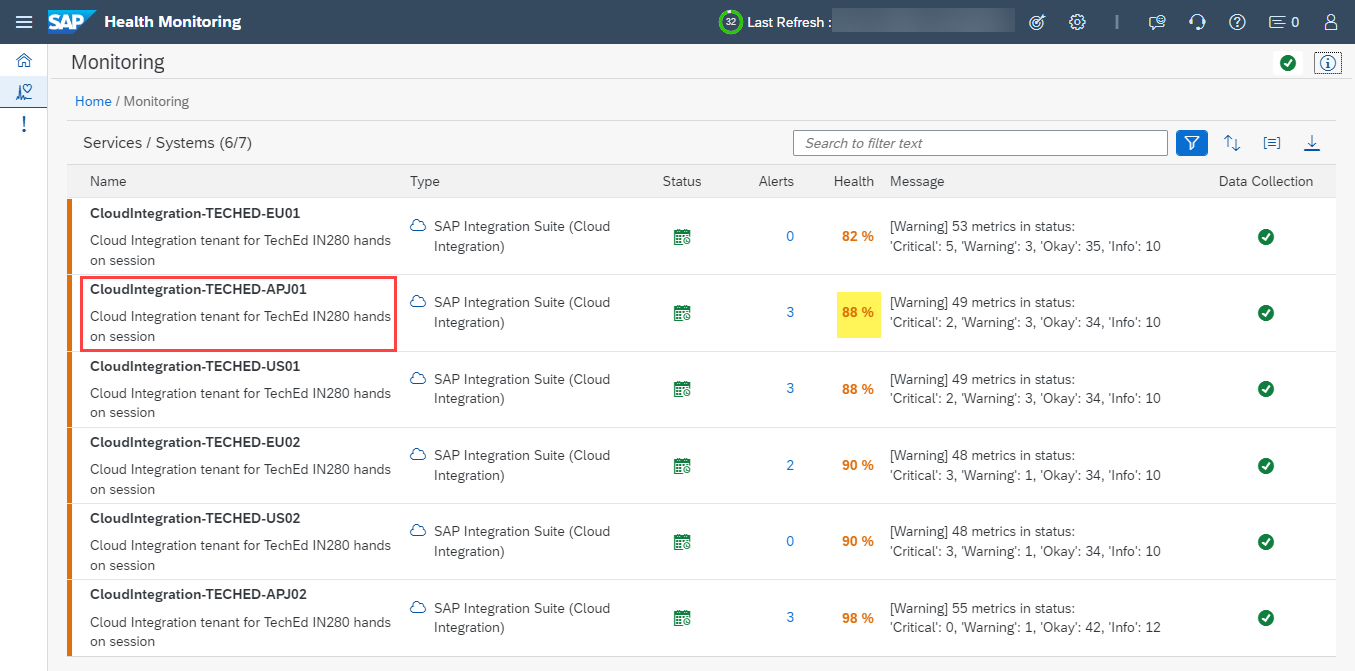 SAP Health Monitoring 32 Last Refresh : 0
Monitoring
Home / Monitoring
Services / Systems (6/7) Search to filter text
Name Type Status Alerts Health Message Data Collection
CloudIntegration-TECHED-EU01
Cloud Integration tenant for TechEd IN280 hands
on session
SAP Integration Suite (Cloud
Integration)
0 82 %
[Warning] 53 metrics in status:
'Critical': 5, 'Warning': 3, 'Okay': 35, 'Info': 10
CloudIntegration-TECHED-APJ01
Cloud Integration tenant for TechEd IN280 hands
on session
SAP Integration Suite (Cloud
Integration)
3 88 %
[Warning] 49 metrics in status:
'Critical': 2, 'Warning': 3, 'Okay': 34, 'Info': 10
CloudIntegration-TECHED-US01
Cloud Integration tenant for TechEd IN280 hands
on session
SAP Integration Suite (Cloud
Integration)
3 88 %
[Warning] 49 metrics in status:
'Critical': 2, 'Warning': 3, 'Okay': 34, 'Info': 10
CloudIntegration-TECHED-EU02
Cloud Integration tenant for TechEd IN280 hands
on session
SAP Integration Suite (Cloud
Integration)
2 90 %
[Warning] 48 metrics in status:
'Critical': 3, 'Warning': 1, 'Okay': 34, 'Info': 10
CloudIntegration-TECHED-US02
Cloud Integration tenant for TechEd IN280 hands
on session
SAP Integration Suite (Cloud
Integration)
0 90 %
[Warning] 48 metrics in status:
'Critical': 3, 'Warning': 1, 'Okay': 34, 'Info': 10
CloudIntegration-TECHED-APJ02
Cloud Integration tenant for TechEd IN280 hands
on session
SAP Integration Suite (Cloud
Integration)
3 98 %
[Warning] 55 metrics in status:
'Critical': 0, 'Warning': 1, 'Okay': 42, 'Info': 12